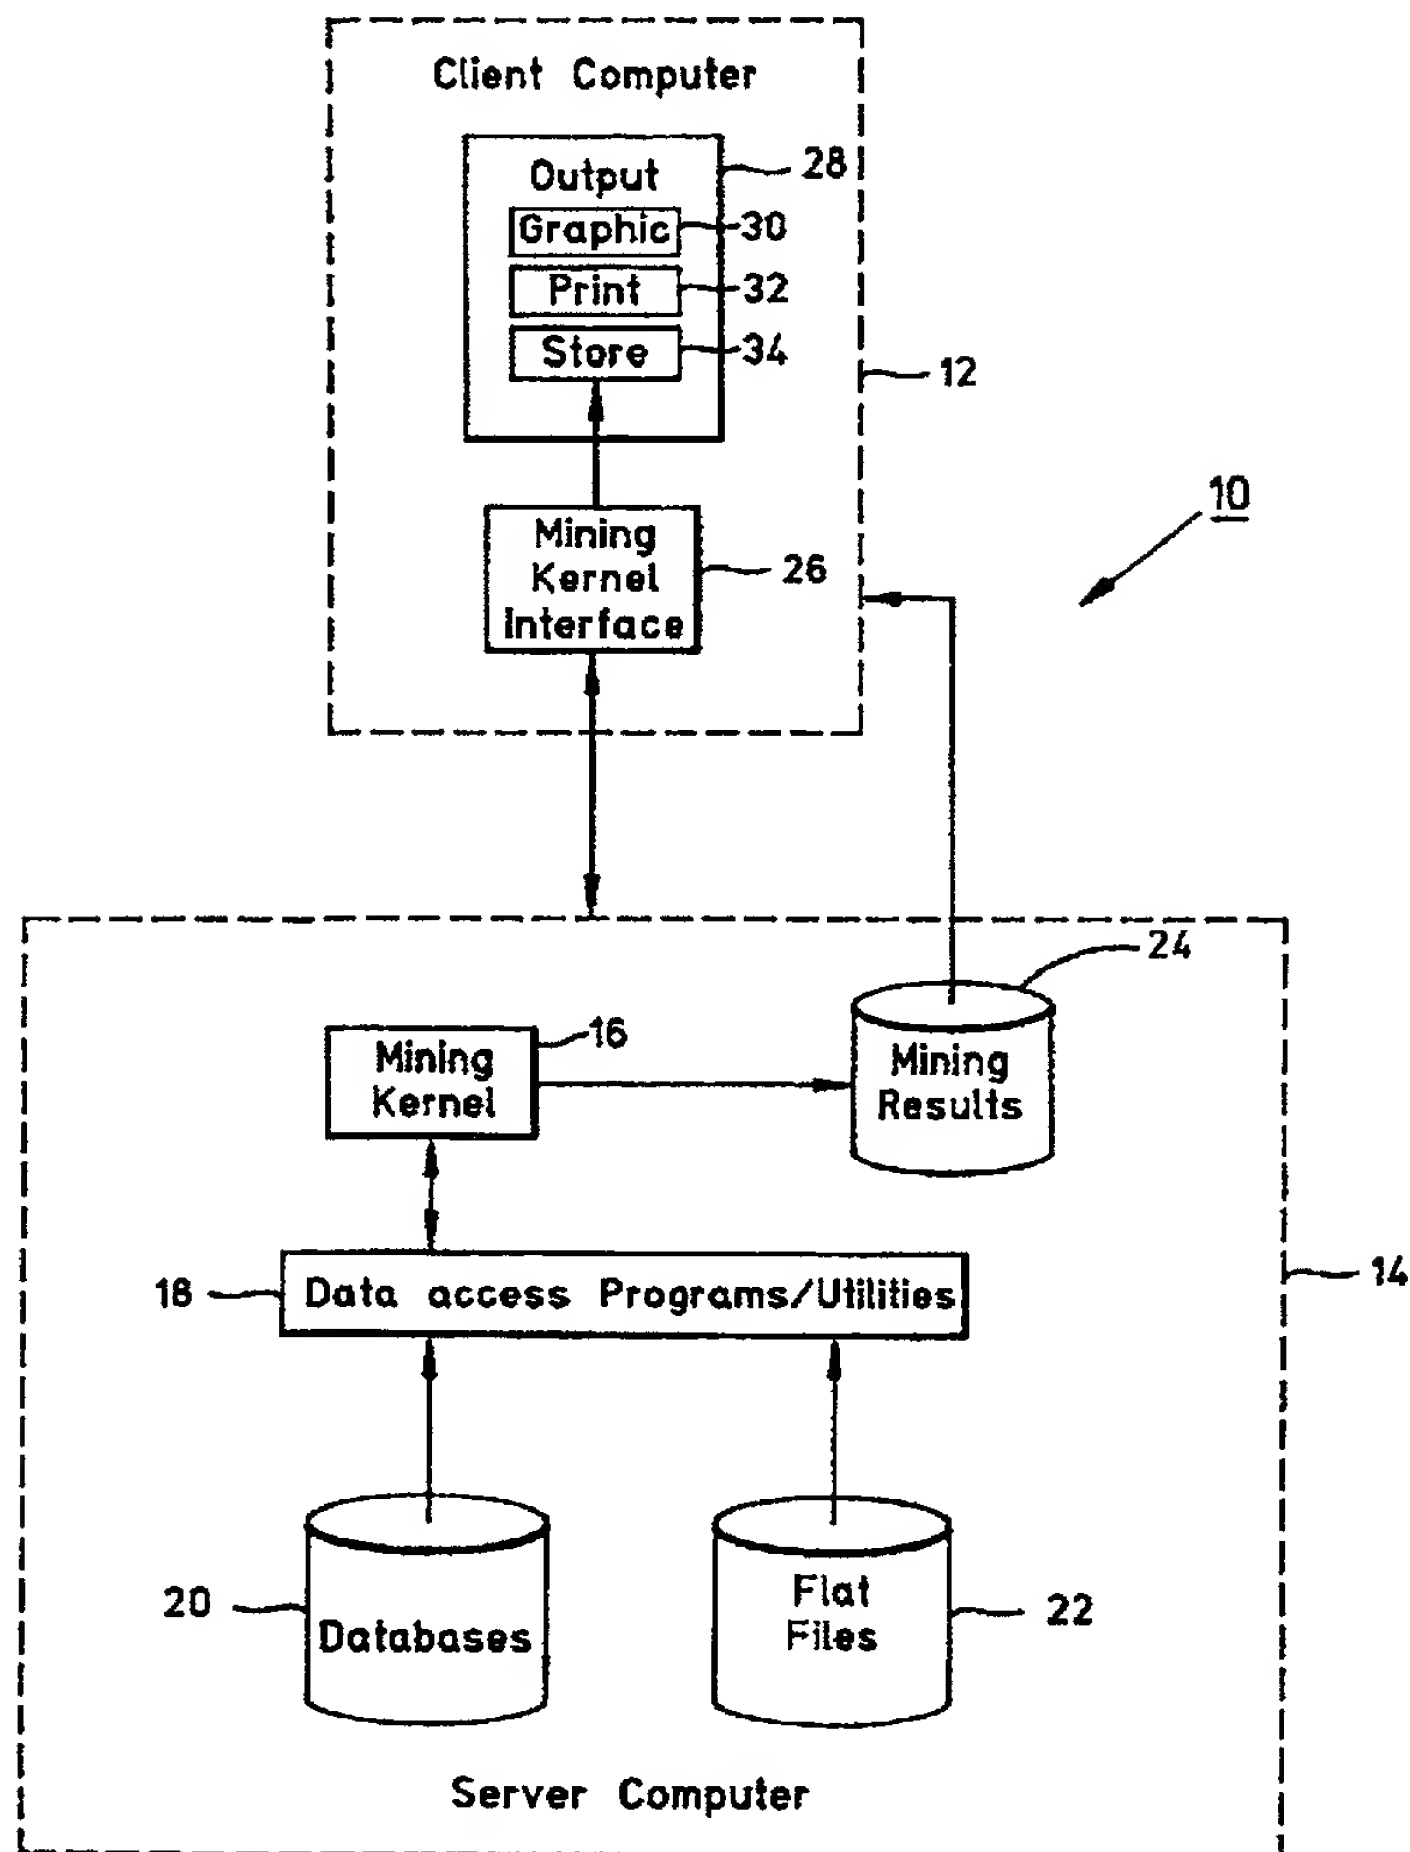 Client Computer
28
Output
Graphic
30
Print
32
Store
34
12
10
Mining
Kernel
Interface
26
24
16
Mining
Kernel
Mining
Results
18
Data access Programs/Utilities
14
20
Databases
Flat
Files
22
Server Computer